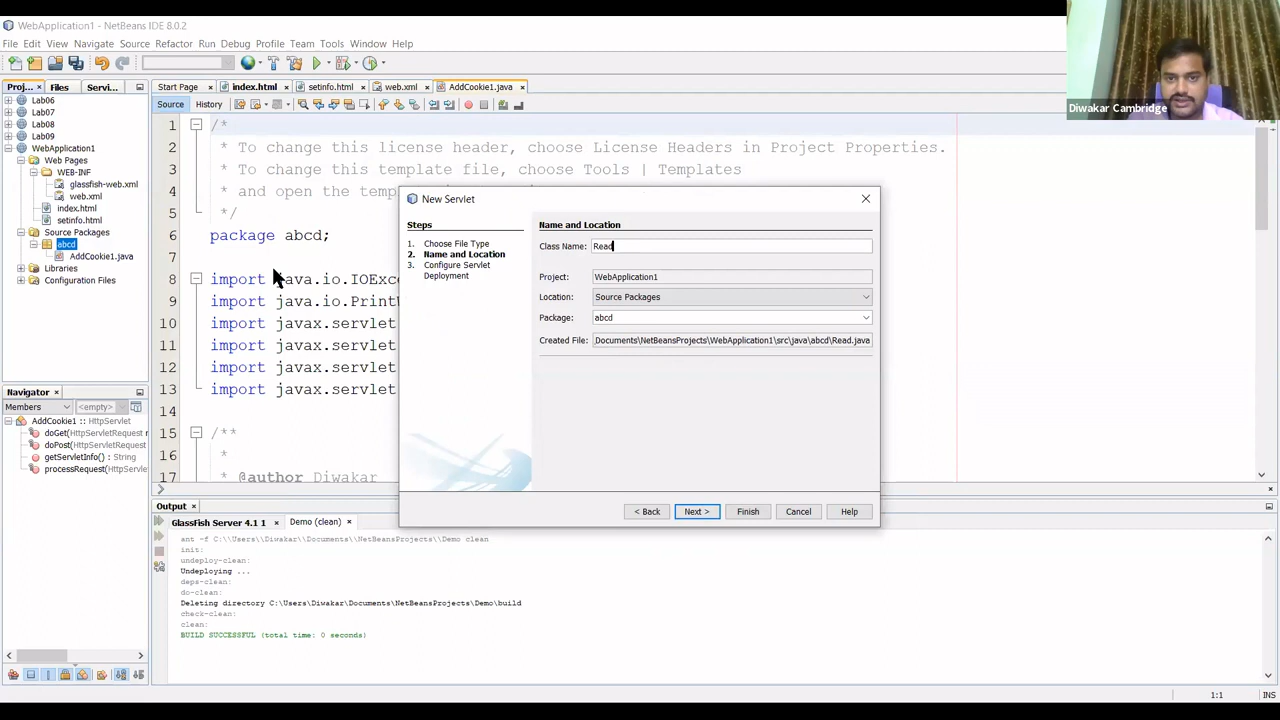 WebApplication1 - NetBeans IDE 8.0.2
File Edit View Navigate Source Refactor Run Debug Profile Team Tools Window Help
Diwakar Cambridge
Proj... Files Servi...
Start Page index.html setinfo.html web.xml AddCookie1.java
Source History
Lab06
Lab07
Lab08
Lab09
WebApplication1
Web Pages
WEB-INF
glassfish-web.xml
web.xml
index.html
setinfo.html
Source Packages
abcd
AddCookie1.java
Libraries
Configuration Files
1 /*
2 * To change this license header, choose License Headers in Project Properties.
3 * To change this template file, choose Tools | Templates
4 * and open the temp
5 */
6 package abcd;
7
8 import java.io.IOExce
9 import java.io.PrintW
10 import javax.servlet
11 import javax.servlet
12 import javax.servlet
13 import javax.servlet
14
15 /**
16 *
17 * @author Diwakar
New Servlet
Steps
1. Choose File Type
2. Name and Location
3. Configure Servlet Deployment
Name and Location
Class Name: Read
Project: WebApplication1
Location: Source Packages
Package: abcd
Created File: Documents\NetBeansProjects\WebApplication1\src\java\abcd\Read.java
< Back Next > Finish Cancel Help
Navigator
Members <empty>
AddCookie1 :: HttpServlet
doGet(HttpServletRequest r
doPost(HttpServletRequest
getServletInfo() : String
processRequest(HttpServle
Output
GlassFish Server 4.1 1 Demo (clean)
ant -f C:\\Users\\Diwakar\\Documents\\NetBeansProjects\\Demo clean
init:
undeploy-clean:
Undeploying ...
deps-clean:
do-clean:
Deleting directory C:\Users\Diwakar\Documents\NetBeansProjects\Demo\build
check-clean:
clean:
BUILD SUCCESSFUL (total time: 0 seconds)
1:1 INS